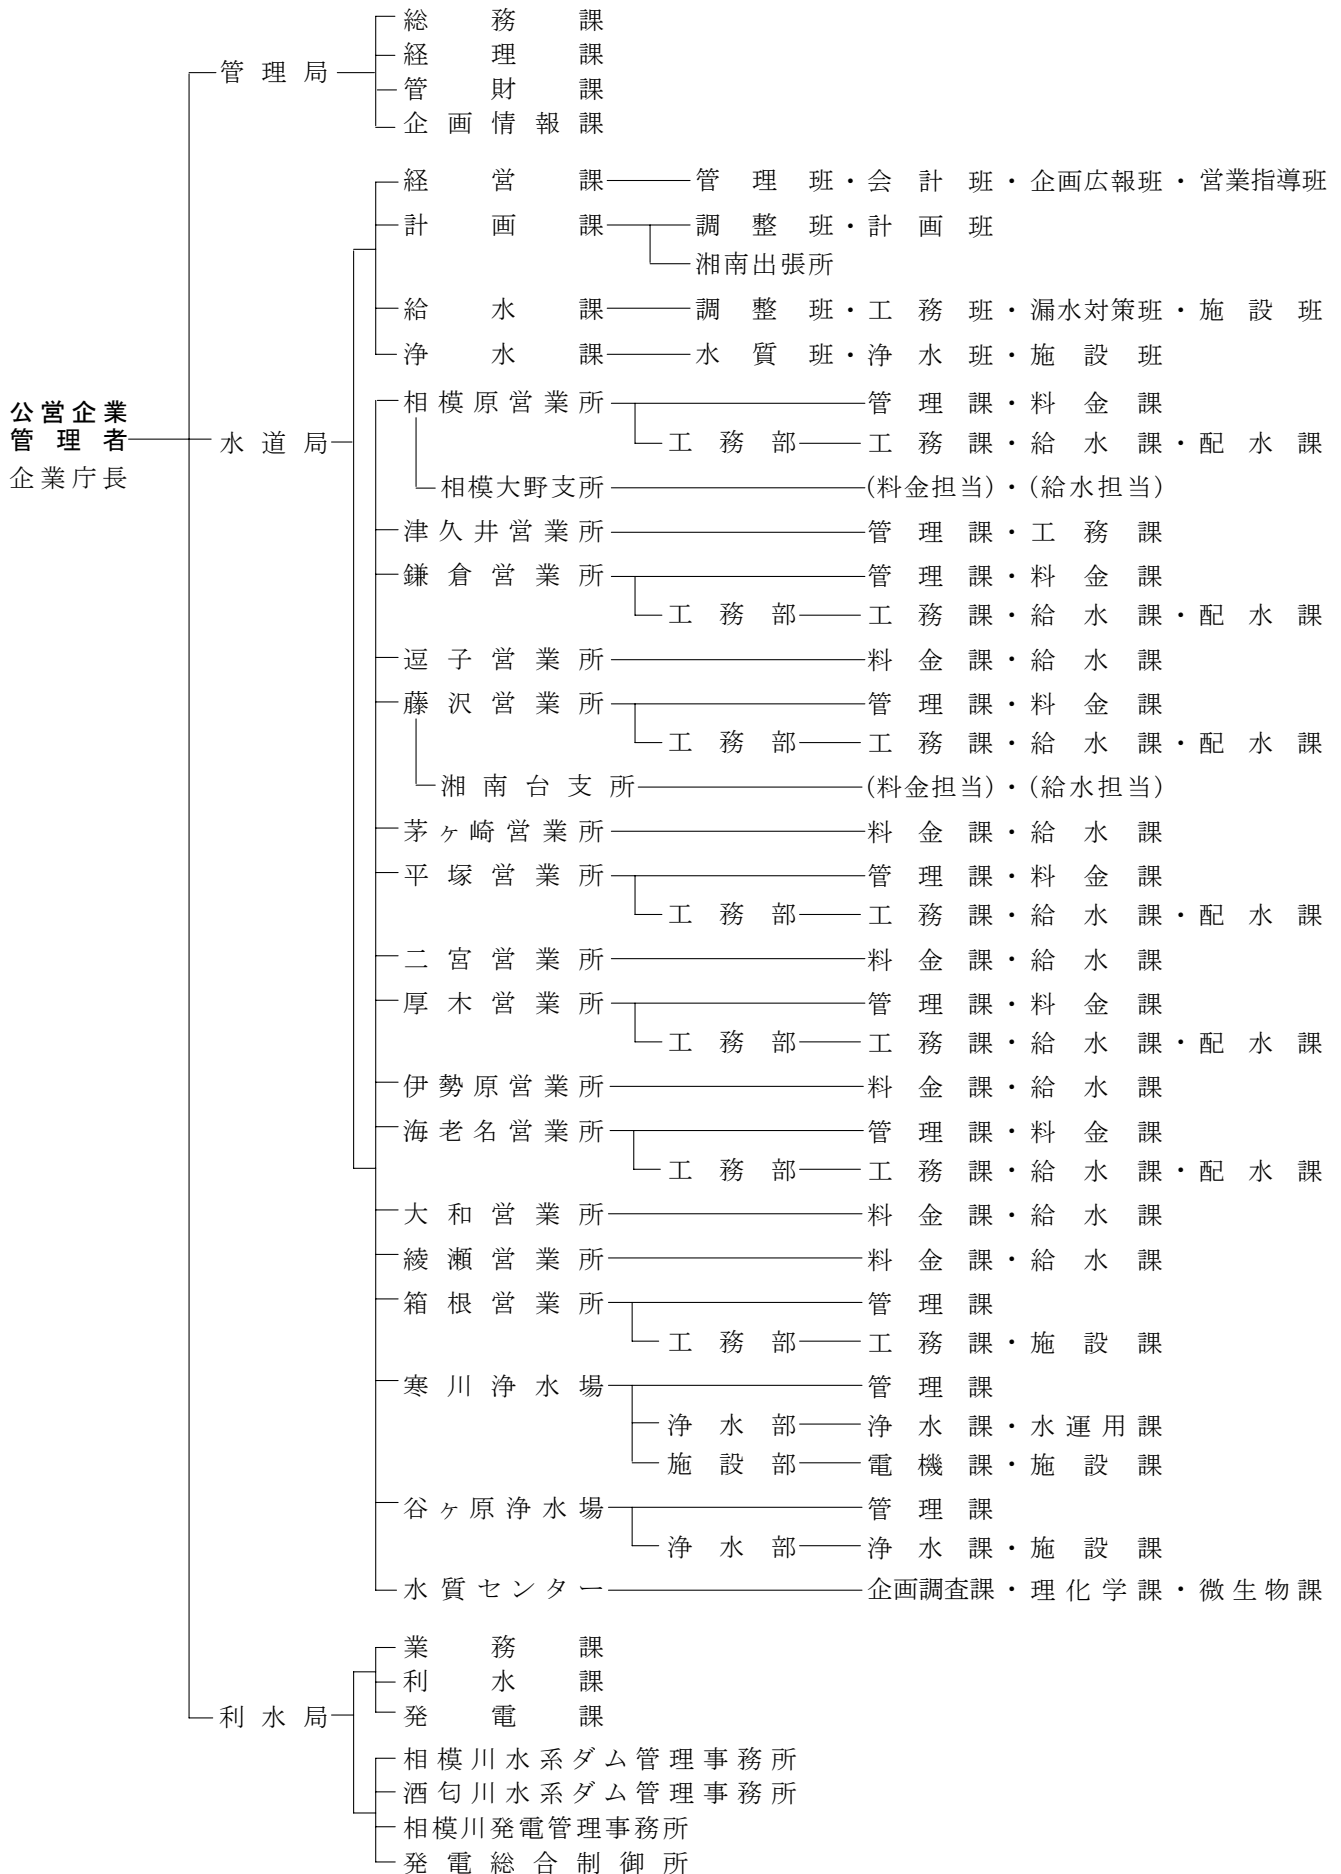 公営企業
管理者
企業庁長
管理局
総務課
経理課
管財課
企画情報課
水道局
経営課 管理班・会計班・企画広報班・営業指導班
計画課 調整班・計画班
湘南出張所
給水課 調整班・工務班・漏水対策班・施設班
浄水課 水質班・浄水班・施設班
相模原営業所 管理課・料金課
工務部 工務課・給水課・配水課
相模大野支所 (料金担当)・(給水担当)
津久井営業所 管理課・工務課
鎌倉営業所 管理課・料金課
工務部 工務課・給水課・配水課
逗子営業所 料金課・給水課
藤沢営業所 管理課・料金課
工務部 工務課・給水課・配水課
湘南台支所 (料金担当)・(給水担当)
茅ヶ崎営業所 料金課・給水課
平塚営業所 管理課・料金課
工務部 工務課・給水課・配水課
二宮営業所 料金課・給水課
厚木営業所 管理課・料金課
工務部 工務課・給水課・配水課
伊勢原営業所 料金課・給水課
海老名営業所 管理課・料金課
工務部 工務課・給水課・配水課
大和営業所 料金課・給水課
綾瀬営業所 料金課・給水課
箱根営業所 管理課
工務部 工務課・施設課
寒川浄水場 管理課
浄水部 浄水課・水運用課
施設部 電機課・施設課
谷ヶ原浄水場 管理課
浄水部 浄水課・施設課
水質センター 企画調査課・理化学課・微生物課
利水局
業務課
利水課
発電課
相模川水系ダム管理事務所
酒匂川水系ダム管理事務所
相模川発電管理事務所
発電総合制御所